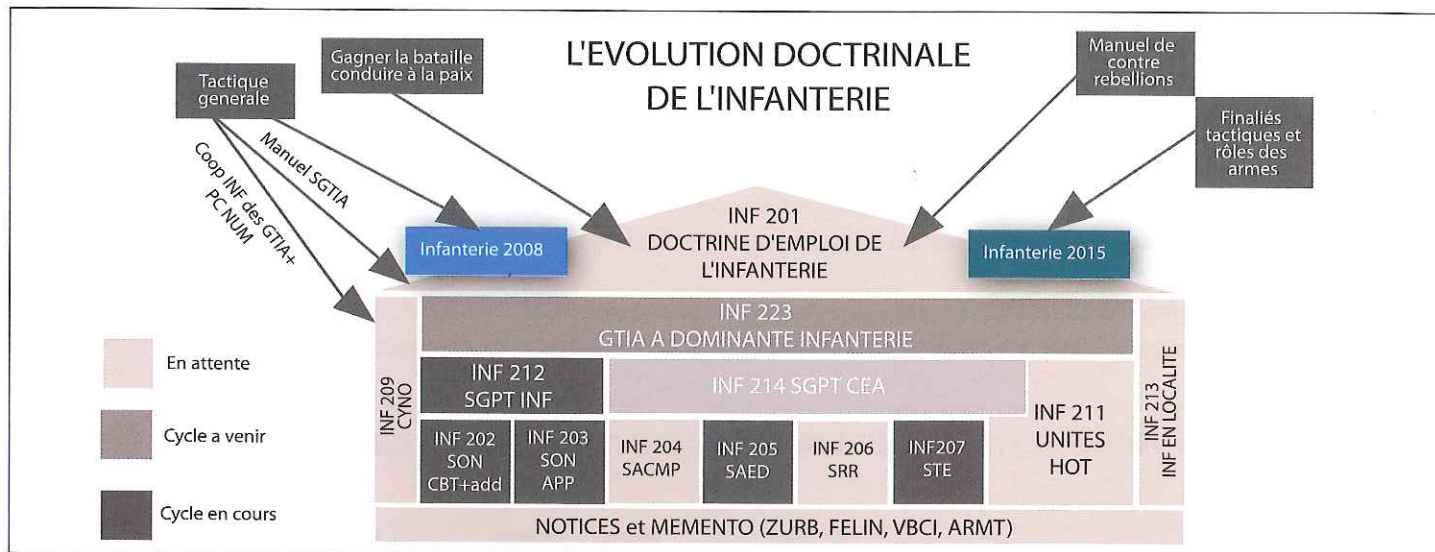 L'EVOLUTION DOCTRINALE
DE L'INFANTERIE
Tactique
generale
Gagner la bataille
conduire à la paix
Manuel de
contre
rebellions
Finaliés
tactiques et
rôles des
armes
Manuel SGTIA
Coop INF des GTIA+
PC NUM
Infanterie 2008
INF 201
DOCTRINE D'EMPLOI DE
L'INFANTERIE
Infanterie 2015
INF 223
GTIA A DOMINANTE INFANTERIE
INF 209
CYNO
INF 212
SGPT INF
INF 214 SGPT CEA
INF 211
UNITES
HOT
INF 213
INF EN LOCALITE
INF 202
SON
CBT+add
INF 203
SON
APP
INF 204
SACMP
INF 205
SAED
INF 206
SRR
INF207
STE
NOTICES et MEMENTO (ZURB, FELIN, VBCI, ARMT)
En attente
Cycle a venir
Cycle en cours